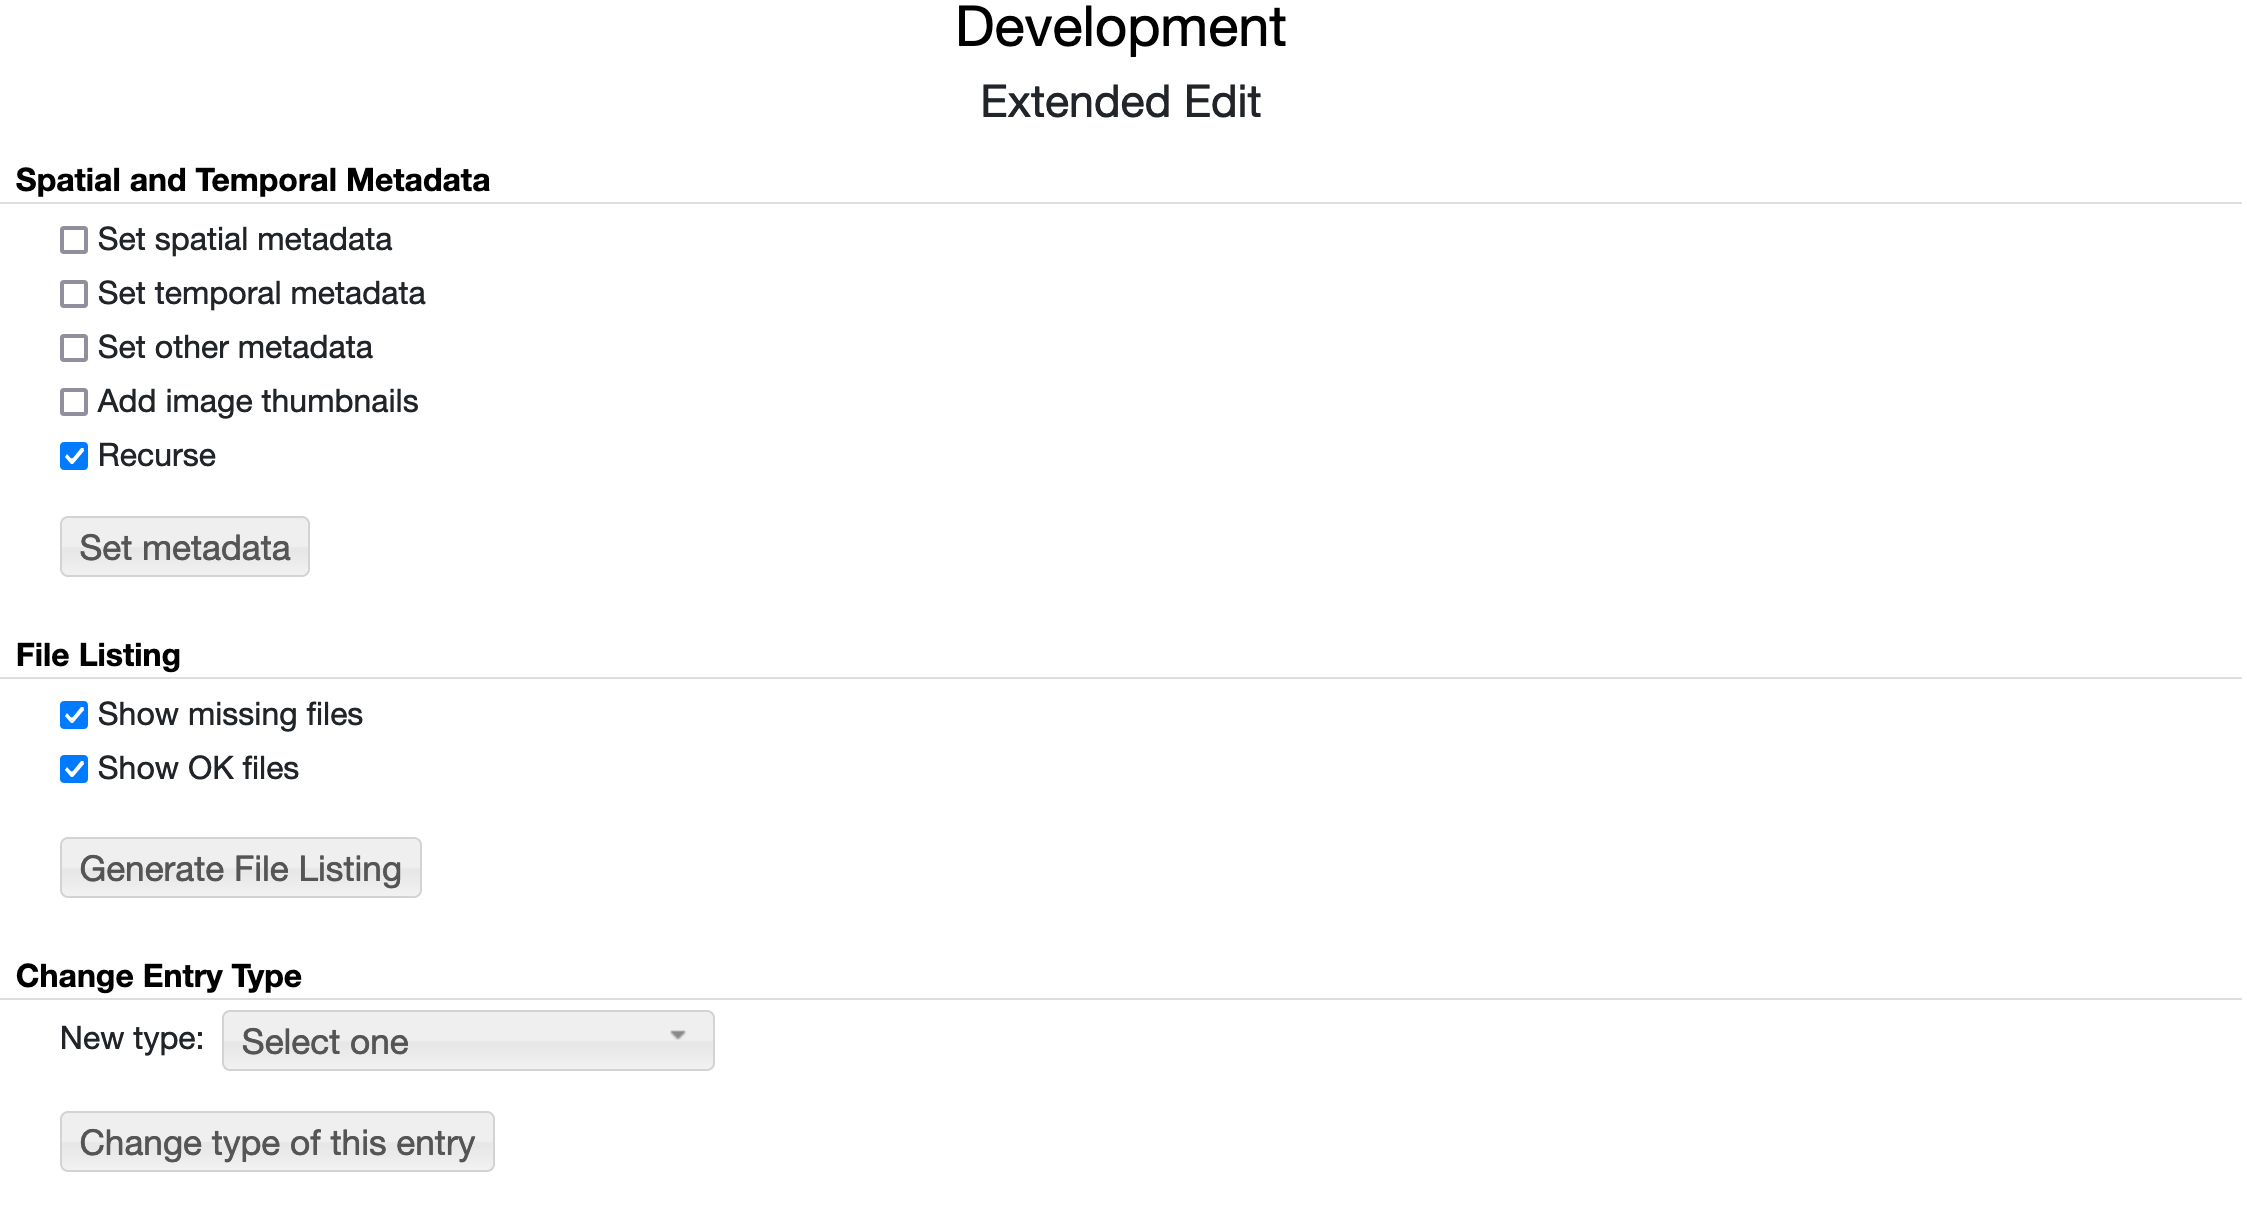 Development
Extended Edit
Spatial and Temporal Metadata
Set spatial metadata
Set temporal metadata
Set other metadata
Add image thumbnails
Recurse
Set metadata
File Listing
Show missing files
Show OK files
Generate File Listing
Change Entry Type
New type: Select one
Change type of this entry